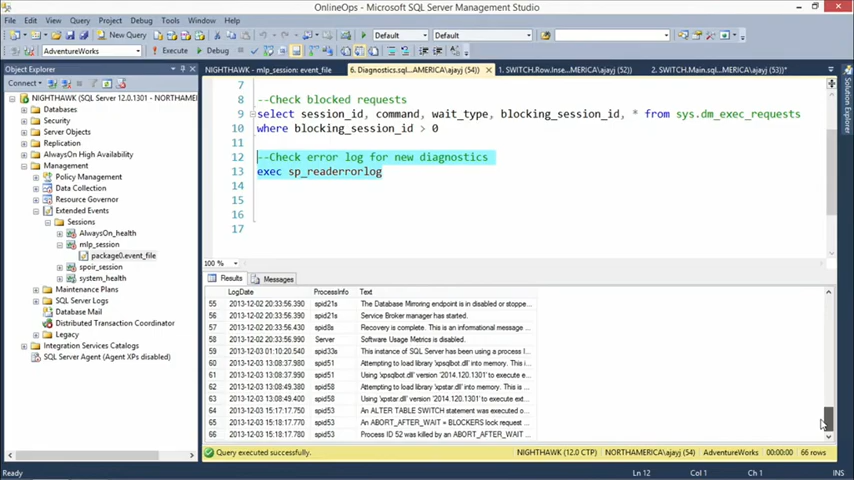 OnlineOps - Microsoft SQL Server Management Studio
File Edit View Query Project Debug Tools Window Help
New Query
Default Default
AdventureWorks Execute Debug
Object Explorer
NIGHTHAWK - mlp_session: event_file 6. Diagnostics.sql...AMERICA\ajayj (54)) 1. SWITCH.Row.Inse...MERICA\ajayj (52)) 2. SWITCH.Main.sql...AMERICA\ajayj (53))*
Connect
NIGHTHAWK (SQL Server 12.0.1301 - NORTHAMERI
Databases
Security
Server Objects
Replication
AlwaysOn High Availability
Management
Policy Management
Data Collection
Resource Governor
Extended Events
Sessions
AlwaysOn_health
mlp_session
package0.event_file
spoir_session
system_health
Maintenance Plans
SQL Server Logs
Database Mail
Distributed Transaction Coordinator
Legacy
Integration Services Catalogs
SQL Server Agent (Agent XPs disabled)
7
8 --Check blocked requests
9 select session_id, command, wait_type, blocking_session_id, * from sys.dm_exec_requests
10 where blocking_session_id > 0
11
12 --Check error log for new diagnostics
13 exec sp_readerrorlog
14
15
16
17
100 %
Results Messages
LogDate ProcessInfo Text
55 2013-12-02 20:33:56.390 spid21s The Database Mirroring endpoint is in disabled or stoppe...
56 2013-12-02 20:33:56.390 spid21s Service Broker manager has started.
57 2013-12-02 20:33:56.430 spid8s Recovery is complete. This is an informational message ...
58 2013-12-02 20:33:56.390 Server Software Usage Metrics is disabled.
59 2013-12-03 01:10:20.540 spid33s This instance of SQL Server has been using a process I...
60 2013-12-03 13:08:37.980 spid51 Attempting to load library 'xpsqlbot.dll' into memory. This i...
61 2013-12-03 13:08:37.990 spid51 Using 'xpsqlbot.dll' version '2014.120.1301' to execute e...
62 2013-12-03 13:08:49.380 spid58 Attempting to load library 'xpstar.dll' into memory. This is ...
63 2013-12-03 13:08:49.400 spid58 Using 'xpstar.dll' version '2014.120.1301' to execute ext...
64 2013-12-03 15:17:17.750 spid53 An ALTER TABLE SWITCH statement was executed o...
65 2013-12-03 15:18:17.770 spid53 An ABORT_AFTER_WAIT = BLOCKERS lock request ...
66 2013-12-03 15:18:17.780 spid53 Process ID 52 was killed by an ABORT_AFTER_WAIT ...
Query executed successfully. NIGHTHAWK (12.0 CTP) NORTHAMERICA\ajayj (54) AdventureWorks 00:00:00 66 rows
Ready Ln 12 Col 1 Ch 1 INS